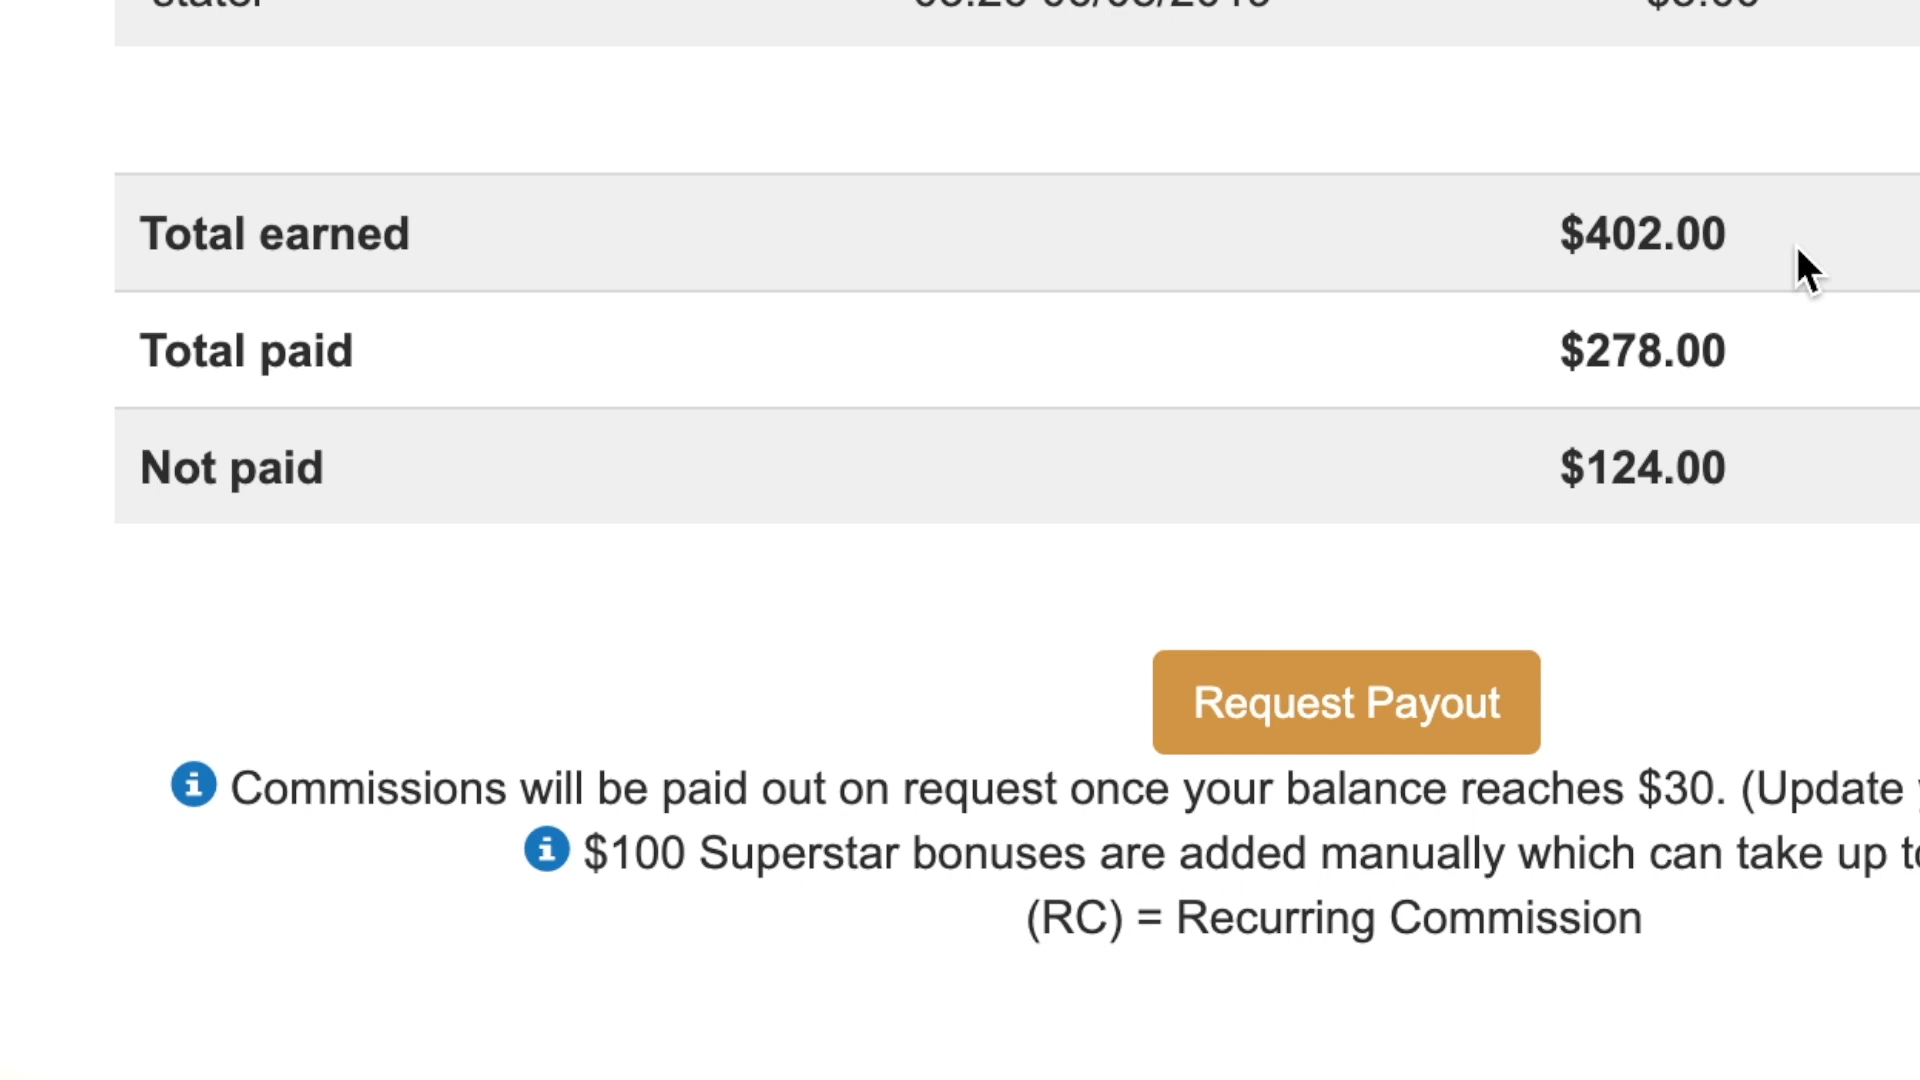 Total earned $402.00
Total paid $278.00
Not paid $124.00
Request Payout
Commissions will be paid out on request once your balance reaches $30. (Update
$100 Superstar bonuses are added manually which can take up to
(RC) = Recurring Commission